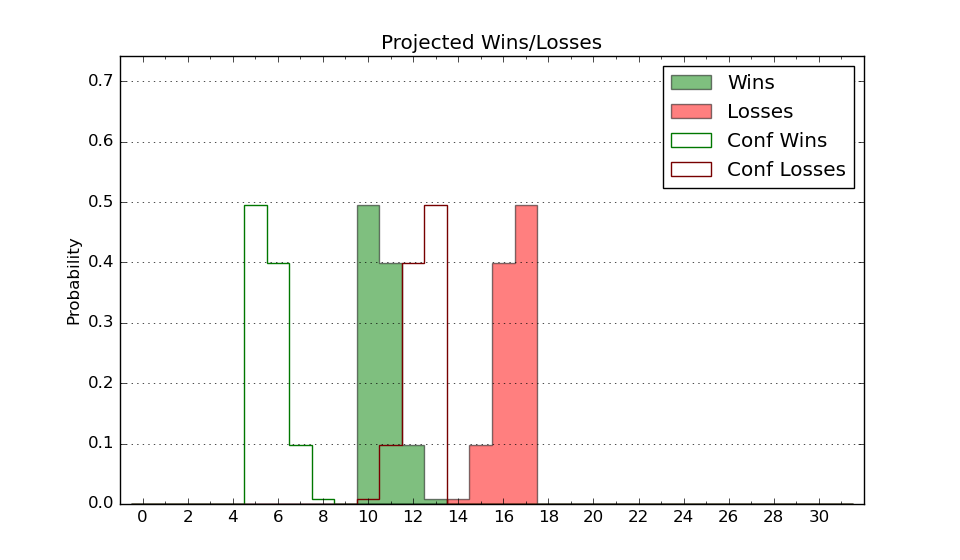 Projected Wins/Losses
Wins
Losses
Conf Wins
Conf Losses
Probability
0.7
0.6
0.5
0.4
0.3
0.2
0.1
0.0
0 2 4 6 8 10 12 14 16 18 20 22 24 26 28 30